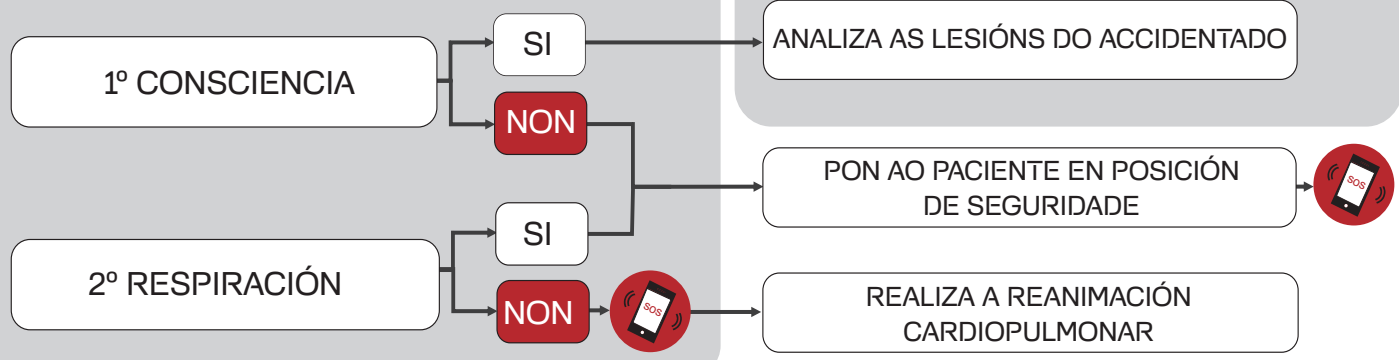 1º CONSCIENCIA
SI
NON
ANALIZA AS LESIÓNS DO ACCIDENTADO
PON AO PACIENTE EN POSICIÓN
DE SEGURIDADE
SOS
2º RESPIRACIÓN
SI
NON
SOS
REALIZA A REANIMACIÓN
CARDIOPULMONAR